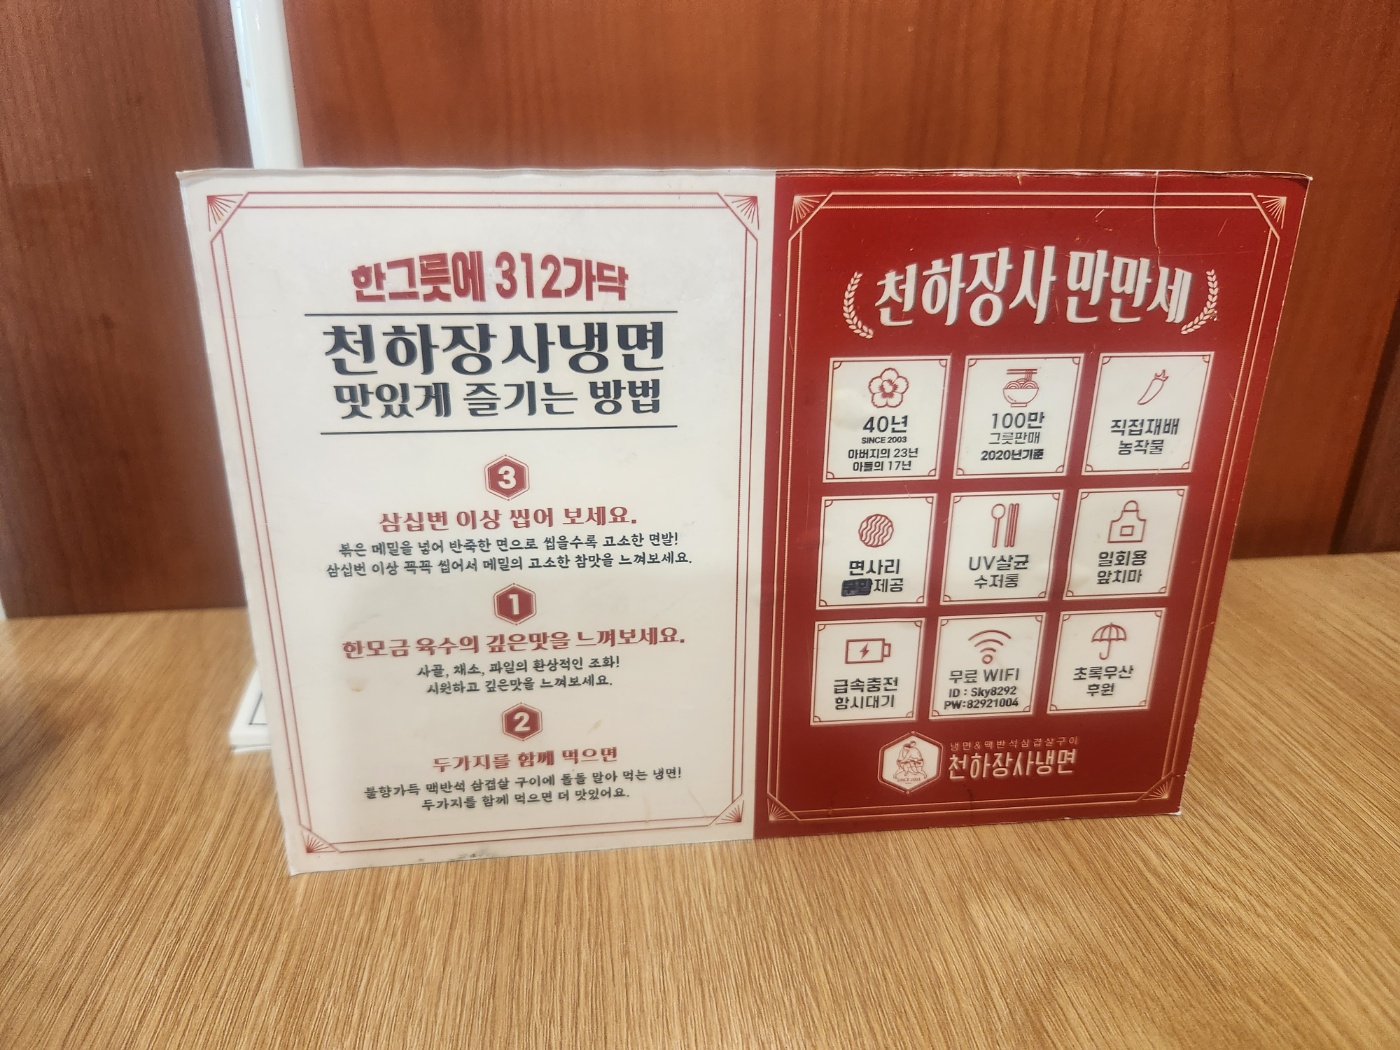 한그릇에 312가닥
천하장사냉면
맛있게 즐기는 방법
3
삼십번 이상 씹어 보세요.
볶은 메밀을 넣어 반죽한 면으로 씹을수록 고소한 면발!
삼십번 이상 꼭꼭 씹어서 메밀의 고소한 참맛을 느껴보세요.
1
한모금 육수의 깊은맛을 느껴보세요.
사골, 채소, 과일의 환상적인 조화!
시원하고 깊은맛을 느껴보세요.
2
두가지를 함께 먹으면
불향가득 맥반석 삼겹살 구이에 돌돌 말아 먹는 냉면!
두가지를 함께 먹으면 더 맛있어요.
천하장사 만만세
40년
SINCE 2003
아버지의 23년
아들의 17년
100만
그릇판매
2020년기준
직접재배
농작물
면사리
제공
UV살균
수저통
일회용
앞치마
급속충전
항시대기
무료 WIFI
ID : Sky8292
PW:82921004
초록우산
후원
냉면&맥반석삼겹살구이
천하장사냉면